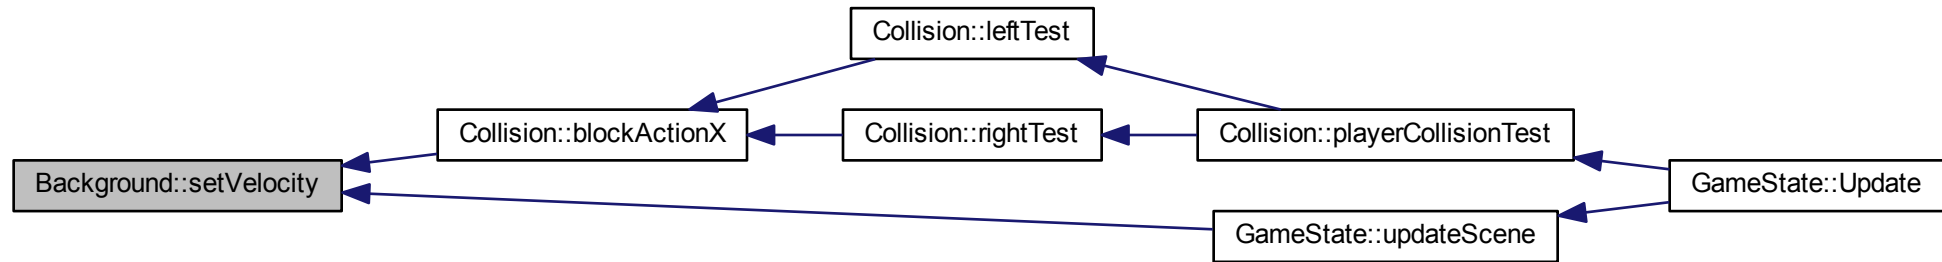 Collision::leftTest
Collision::blockActionX
Collision::rightTest
Collision::playerCollisionTest
Background::setVelocity
GameState::Update
GameState::updateScene